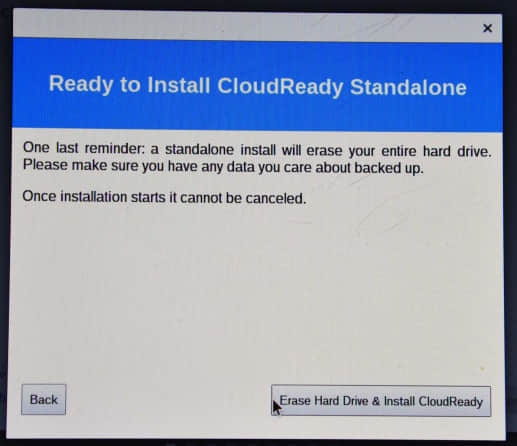 Ready to Install CloudReady Standalone
One last reminder: a standalone install will erase your entire hard drive.
Please make sure you have any data you care about backed up.
Once installation starts it cannot be canceled.
Back
Erase Hard Drive & Install CloudReady